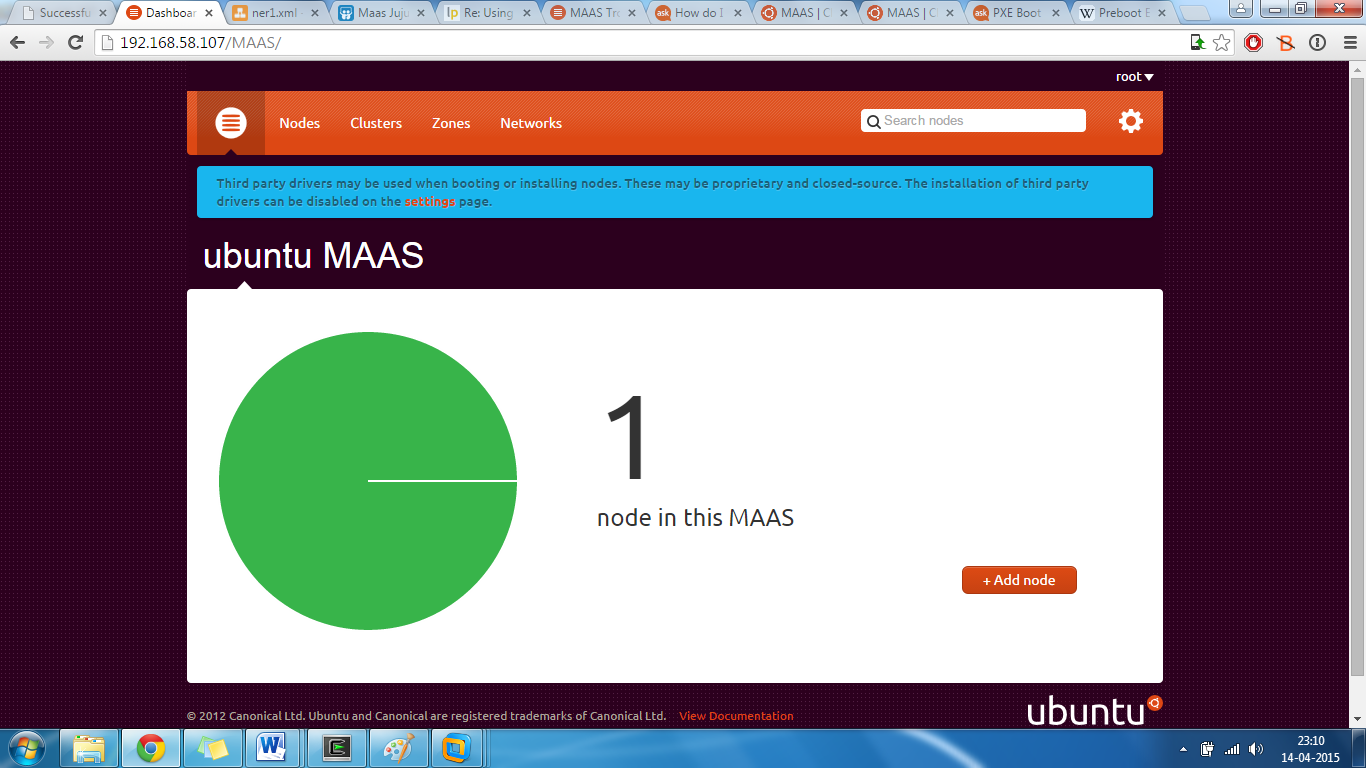 Successfu
Dashboar
ner1.xml
Maas Juju
Re: Using
MAAS Tro
How do I
MAAS | C
MAAS | C
PXE Boot
Preboot E
192.168.58.107/MAAS/
root
Nodes
Clusters
Zones
Networks
Search nodes
Third party drivers may be used when booting or installing nodes. These may be proprietary and closed-source. The installation of third party
drivers can be disabled on the settings page.
ubuntu MAAS
1
node in this MAAS
+ Add node
© 2012 Canonical Ltd. Ubuntu and Canonical are registered trademarks of Canonical Ltd.
View Documentation
ubuntu
23:10
14-04-2015